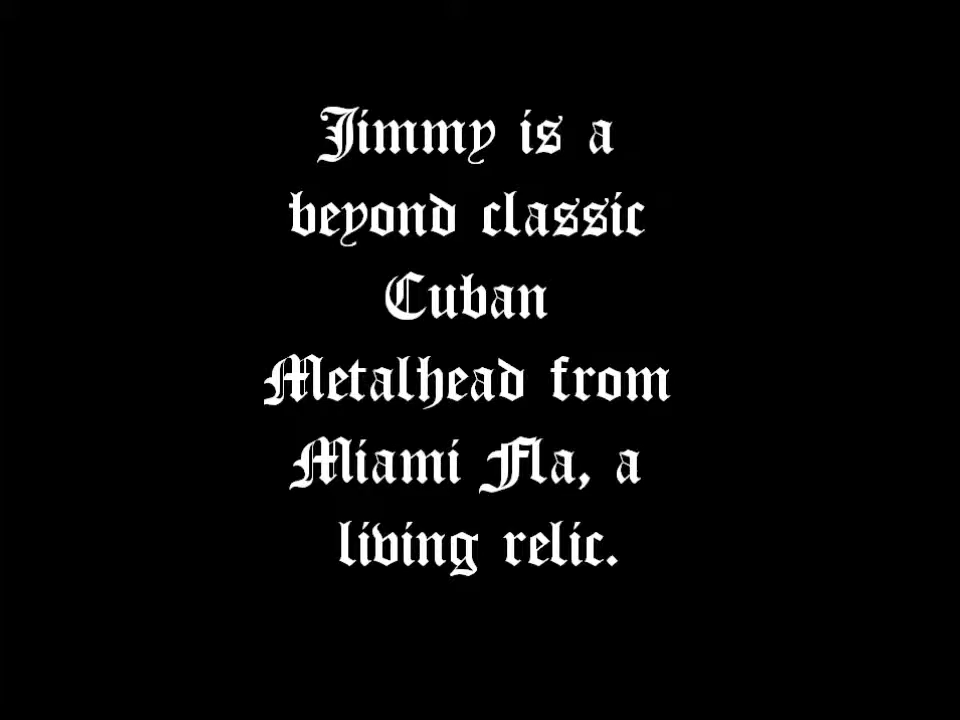 Jimmy is a
beyond classic
Cuban
Metalhead from
Miami Fla, a
living relic.